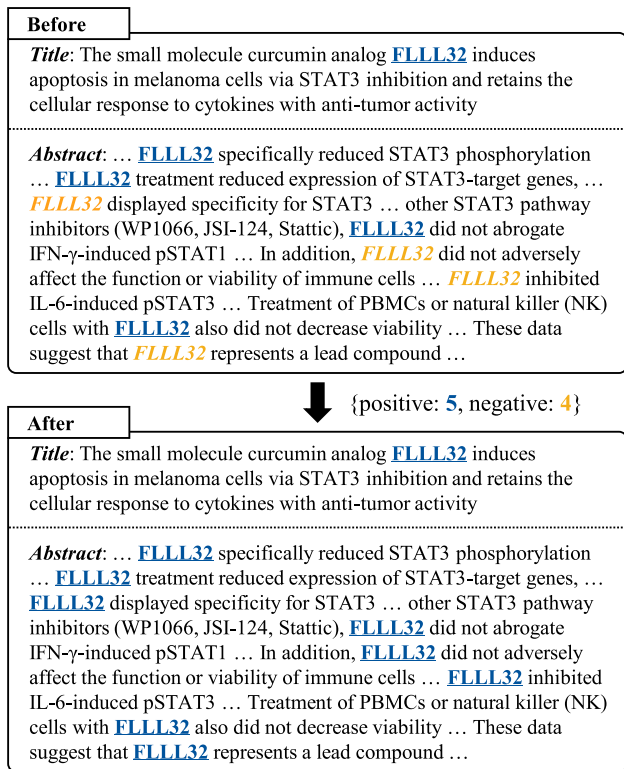 Before
Title: The small molecule curcumin analog FLLL32 induces
apoptosis in melanoma cells via STAT3 inhibition and retains the
cellular response to cytokines with anti-tumor activity
Abstract: … FLLL32 specifically reduced STAT3 phosphorylation
… FLLL32 treatment reduced expression of STAT3-target genes, …
FLLL32 displayed specificity for STAT3 … other STAT3 pathway
inhibitors (WP1066, JSI-124, Stattic), FLLL32 did not abrogate
IFN-γ-induced pSTAT1 … In addition, FLLL32 did not adversely
affect the function or viability of immune cells … FLLL32 inhibited
IL-6-induced pSTAT3 … Treatment of PBMCs or natural killer (NK)
cells with FLLL32 also did not decrease viability … These data
suggest that FLLL32 represents a lead compound …
{positive: 5, negative: 4}
After
Title: The small molecule curcumin analog FLLL32 induces
apoptosis in melanoma cells via STAT3 inhibition and retains the
cellular response to cytokines with anti-tumor activity
Abstract: … FLLL32 specifically reduced STAT3 phosphorylation
… FLLL32 treatment reduced expression of STAT3-target genes, …
FLLL32 displayed specificity for STAT3 … other STAT3 pathway
inhibitors (WP1066, JSI-124, Stattic), FLLL32 did not abrogate
IFN-γ-induced pSTAT1 … In addition, FLLL32 did not adversely
affect the function or viability of immune cells … FLLL32 inhibited
IL-6-induced pSTAT3 … Treatment of PBMCs or natural killer (NK)
cells with FLLL32 also did not decrease viability … These data
suggest that FLLL32 represents a lead compound …